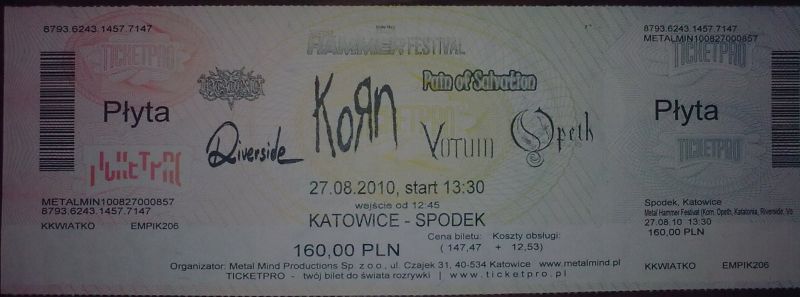 8793.6243.1457.7147
TICKETPRO
Płyta
TICKETPRO
METALMIN100827000857
8793.6243.1457.7147
KKWIATKO EMPIK206
HAMMER FESTIVAL
Pain of Salvation
KoЯn
Riverside
Votum
Opeth
27.08.2010, start 13:30
wejście od 12:45
KATOWICE - SPODEK
Cena biletu: Koszty obsługi:
160,00 PLN ( 147,47 + 12,53)
Organizator: Metal Mind Productions Sp. z o.o., ul. Czajek 31, 40-534 Katowice www.metalmind.pl
TICKETPRO - twój bilet do świata rozrywki | www.ticketpro.pl
8793.6243.1457.7147
METALMIN100827000857
TICKETPRO
Płyta
TICKETPRO
Spodek, Katowice
Metal Hammer Festival (Korn, Opeth, Katatonia, Riverside, Vo
27.08.10 13:30
160,00 PLN
KKWIATKO EMPIK206